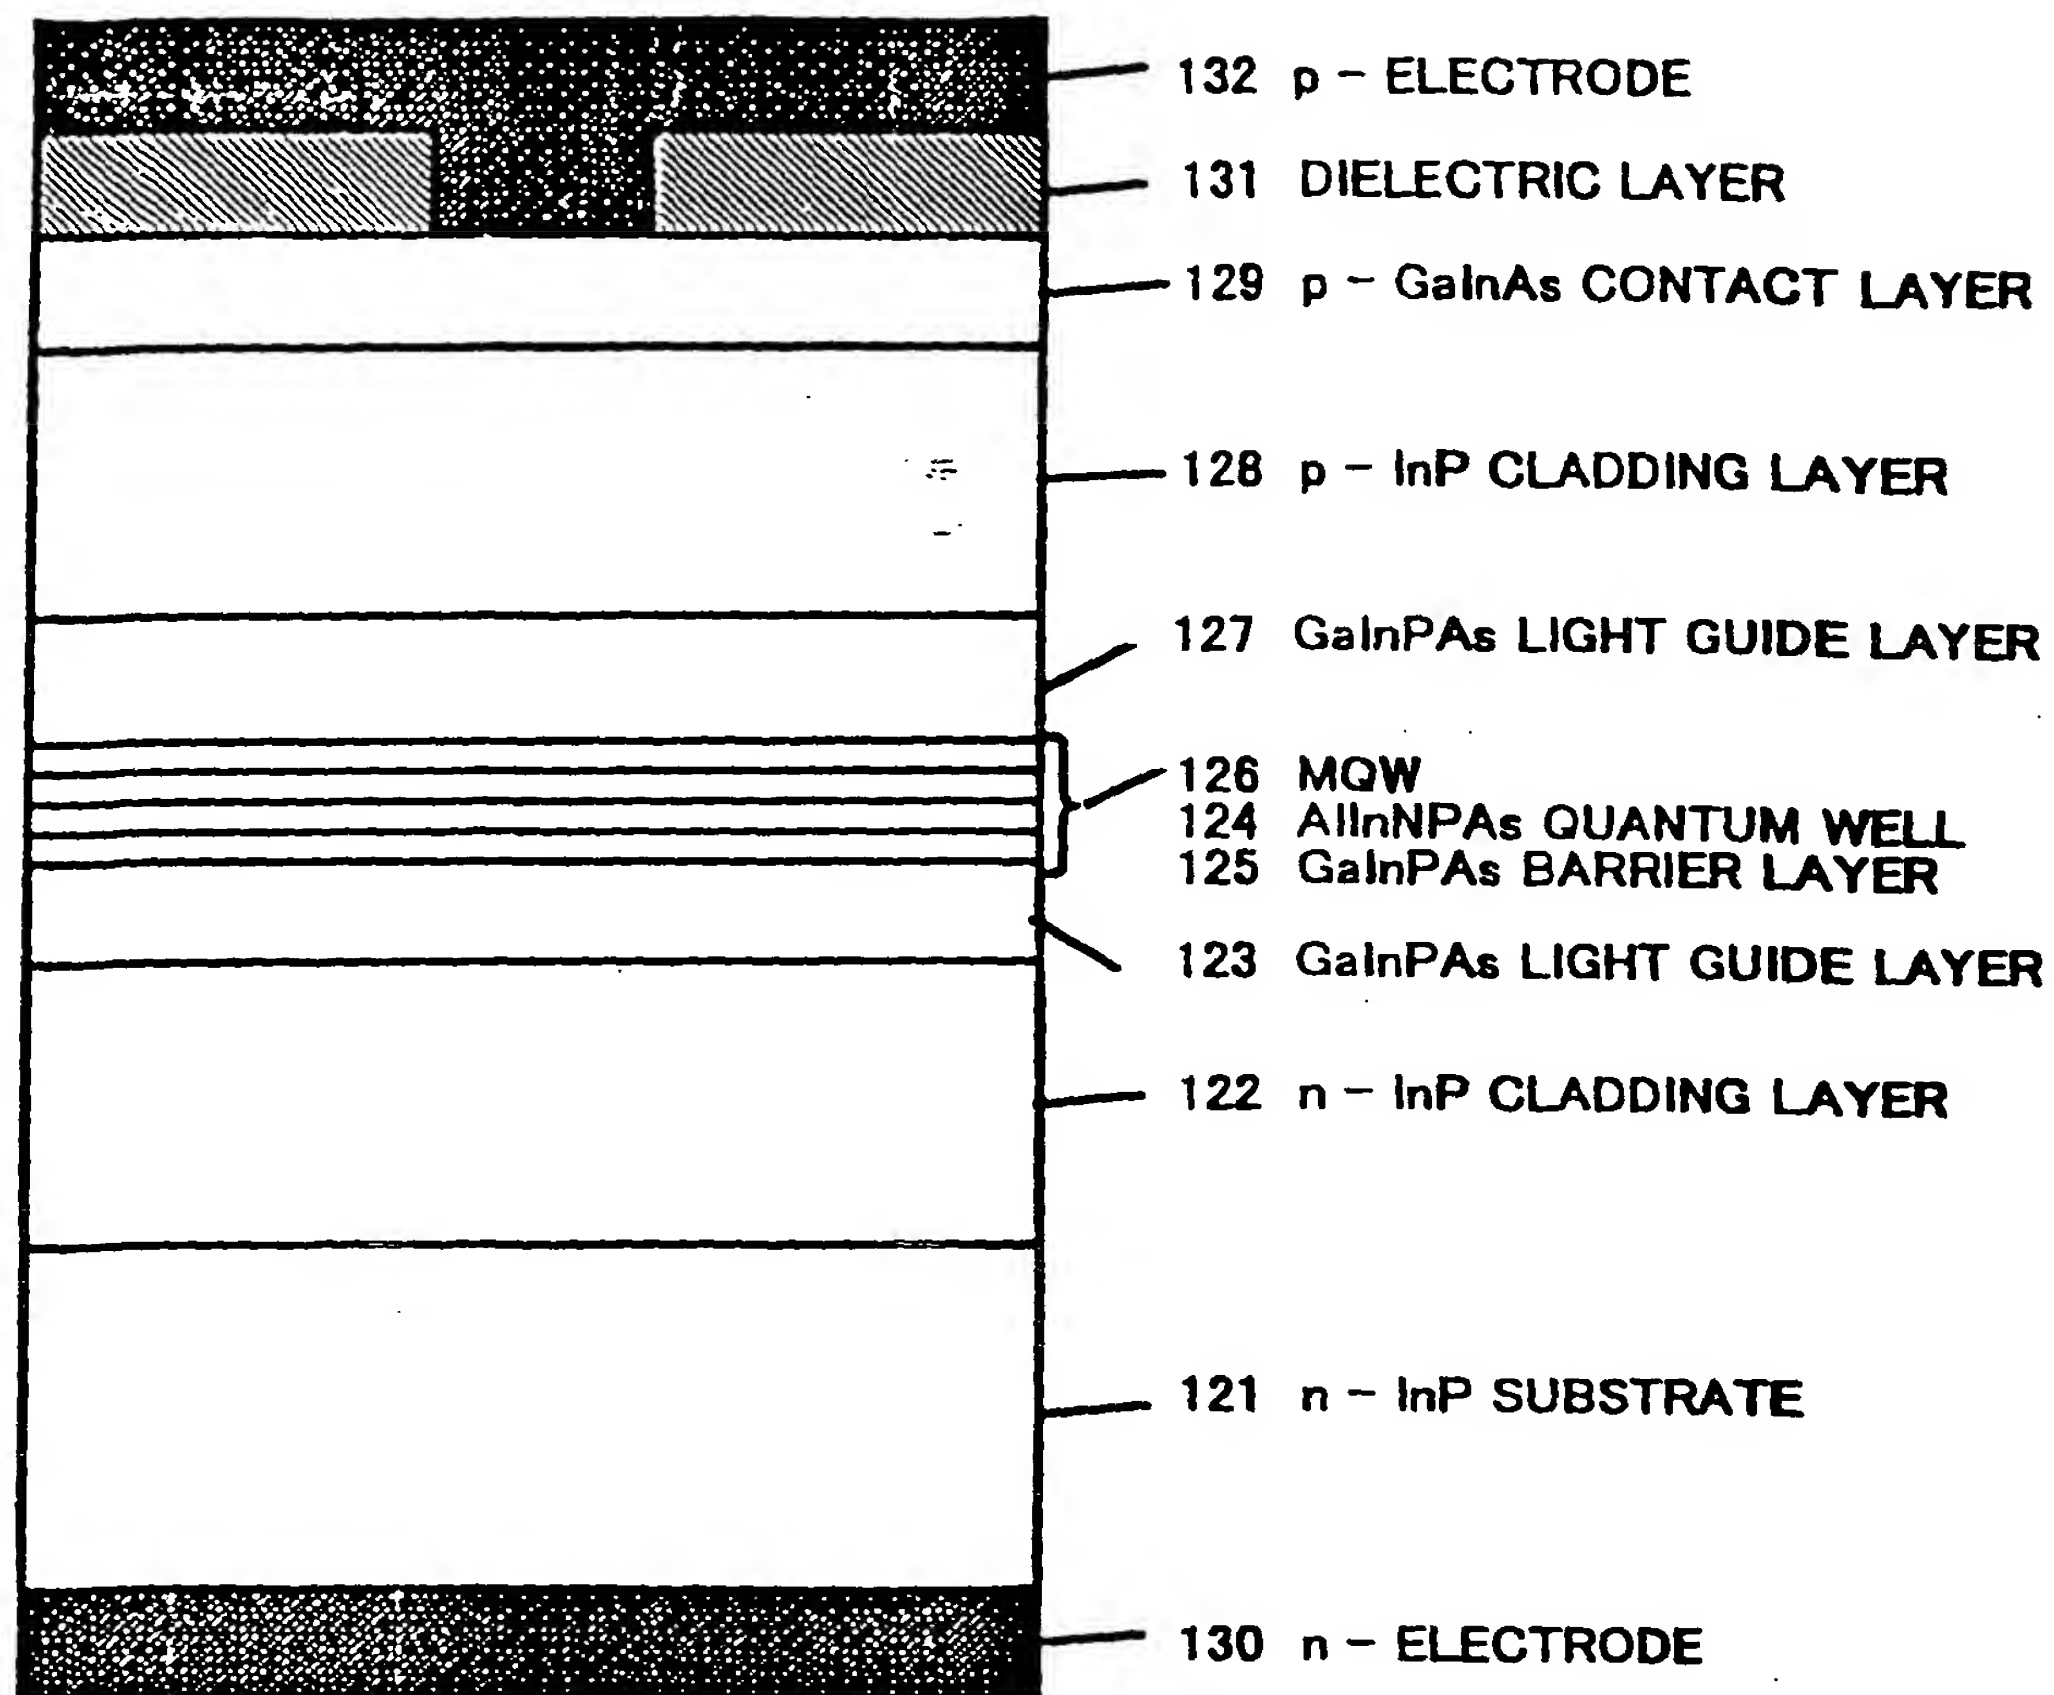 132 p - ELECTRODE
131 DIELECTRIC LAYER
129 p - GaInAs CONTACT LAYER
128 p - InP CLADDING LAYER
127 GaInPAs LIGHT GUIDE LAYER
126 MQW
124 AlInNPAs QUANTUM WELL
125 GaInPAs BARRIER LAYER
123 GaInPAs LIGHT GUIDE LAYER
122 n - InP CLADDING LAYER
121 n - InP SUBSTRATE
130 n - ELECTRODE